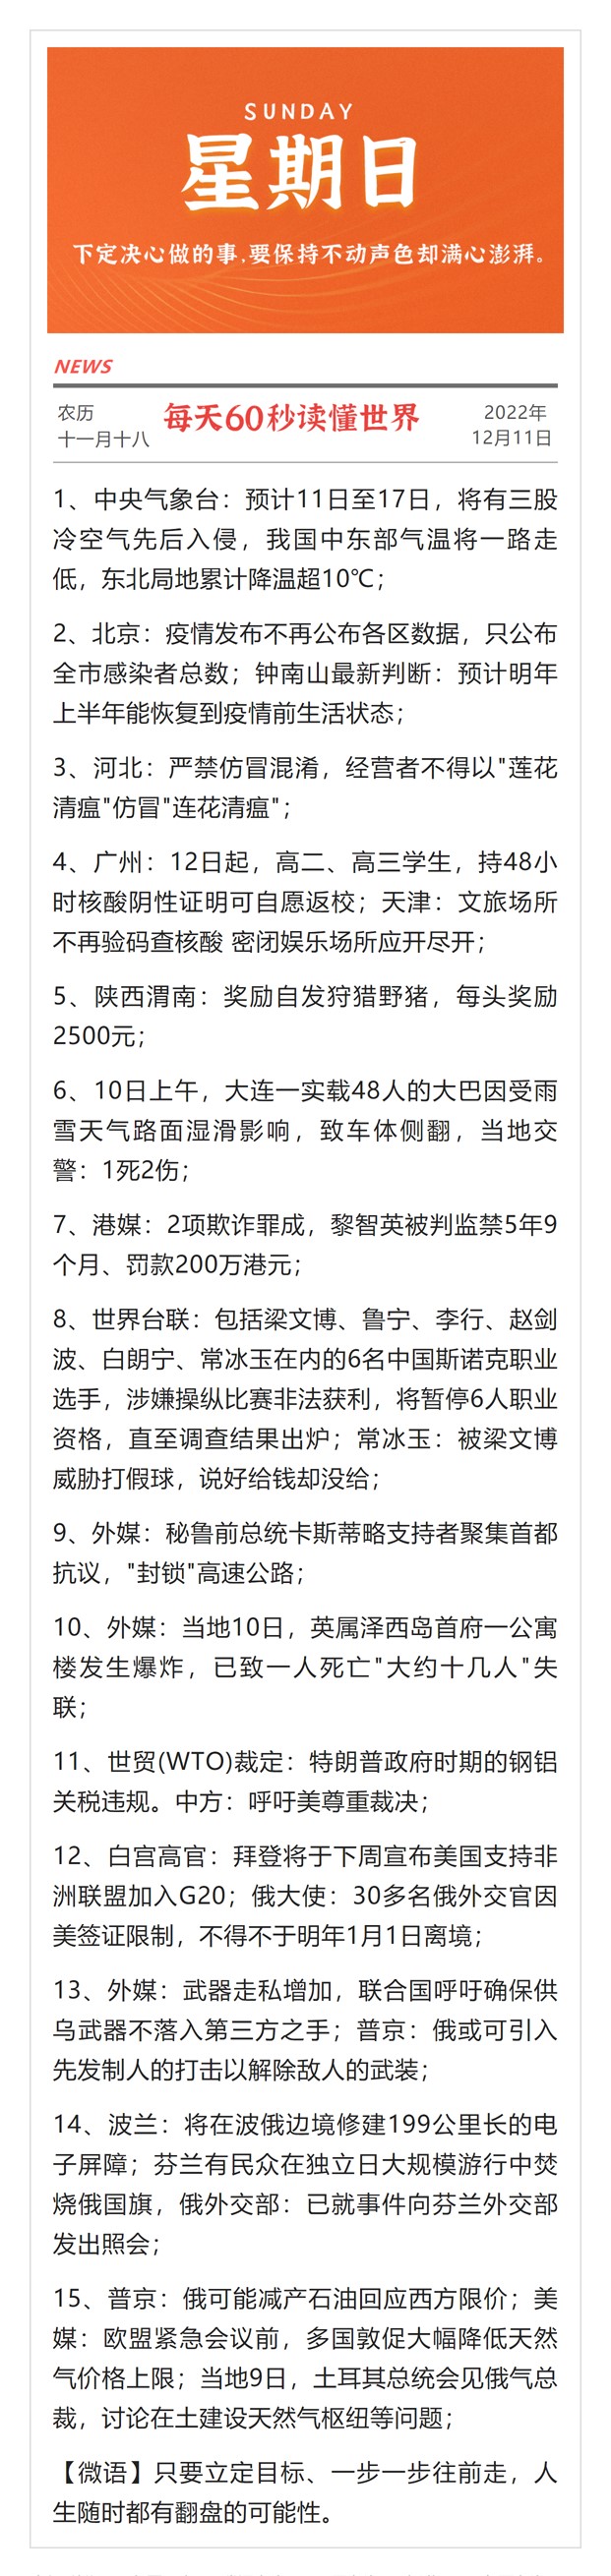 SUNDAY
星期日
下定决心做的事,要保持不动声色却满心澎湃。
NEWS
农历
十一月十八
每天60秒读懂世界
2022年
12月11日
1、中央气象台：预计11日至17日，将有三股
冷空气先后入侵，我国中东部气温将一路走
低，东北局地累计降温超10℃；
2、北京：疫情发布不再公布各区数据，只公布
全市感染者总数；钟南山最新判断：预计明年
上半年能恢复到疫情前生活状态；
3、河北：严禁仿冒混淆，经营者不得以"莲花
清瘟"仿冒"连花清瘟"；
4、广州：12日起，高二、高三学生，持48小
时核酸阴性证明可自愿返校；天津：文旅场所
不再验码查核酸 密闭娱乐场所应开尽开；
5、陕西渭南：奖励自发狩猎野猪，每头奖励
2500元；
6、10日上午，大连一实载48人的大巴因受雨
雪天气路面湿滑影响，致车体侧翻，当地交
警：1死2伤；
7、港媒：2项欺诈罪成，黎智英被判监禁5年9
个月、罚款200万港元；
8、世界台联：包括梁文博、鲁宁、李行、赵剑
波、白朗宁、常冰玉在内的6名中国斯诺克职业
选手，涉嫌操纵比赛非法获利，将暂停6人职业
资格，直至调查结果出炉；常冰玉：被梁文博
威胁打假球，说好给钱却没给；
9、外媒：秘鲁前总统卡斯蒂略支持者聚集首都
抗议，"封锁"高速公路；
10、外媒：当地10日，英属泽西岛首府一公寓
楼发生爆炸，已致一人死亡"大约十几人"失
联；
11、世贸(WTO)裁定：特朗普政府时期的钢铝
关税违规。中方：呼吁美尊重裁决；
12、白宫高官：拜登将于下周宣布美国支持非
洲联盟加入G20；俄大使：30多名俄外交官因
美签证限制，不得不于明年1月1日离境；
13、外媒：武器走私增加，联合国呼吁确保供
乌武器不落入第三方之手；普京：俄或可引入
先发制人的打击以解除敌人的武装；
14、波兰：将在波俄边境修建199公里长的电
子屏障；芬兰有民众在独立日大规模游行中焚
烧俄国旗，俄外交部：已就事件向芬兰外交部
发出照会；
15、普京：俄可能减产石油回应西方限价；美
媒：欧盟紧急会议前，多国敦促大幅降低天然
气价格上限；当地9日，土耳其总统会见俄气总
裁，讨论在土建设天然气枢纽等问题；
【微语】只要立定目标、一步一步往前走，人
生随时都有翻盘的可能性。